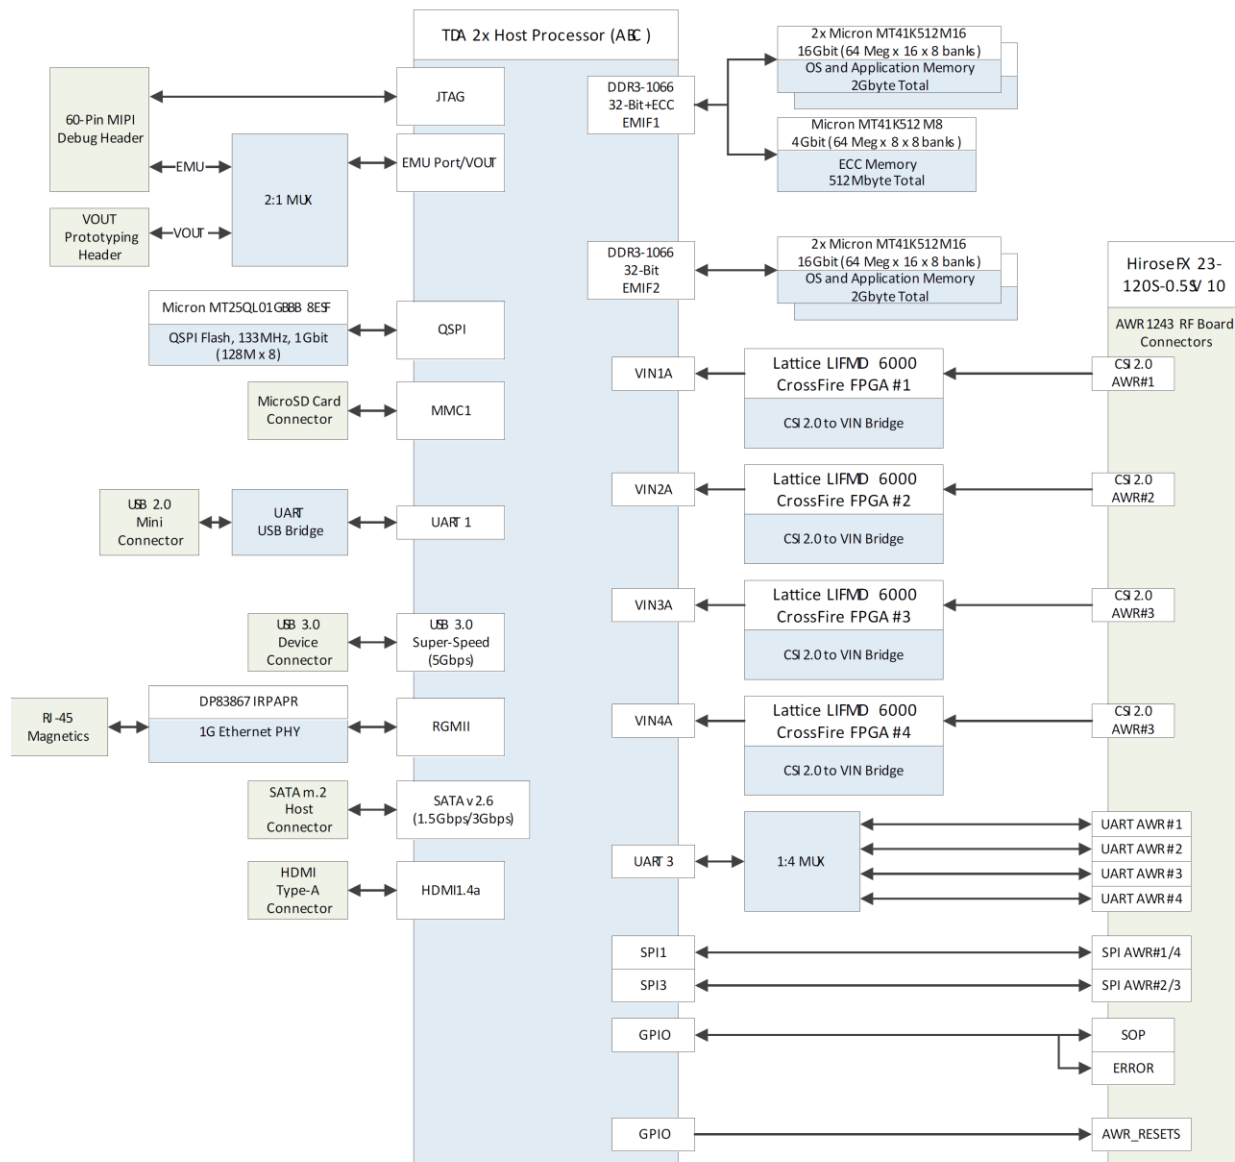 TDA 2x Host Processor (ABC)
60-Pin MIPI
Debug Header
JTAG
EMU
EMU Port/VOUT
2:1 MUX
VOUT
Prototyping
Header
VOUT
Micron MT25QL01GBBB 8ESF
QSPI Flash, 133MHz, 1Gbit
(128M x 8)
QSPI
MicroSD Card
Connector
MMC1
USB 2.0
Mini
Connector
UART
USB Bridge
UART 1
USB 3.0
Device
Connector
USB 3.0
Super-Speed
(5Gbps)
RJ-45
Magnetics
DP83867 IRPAPR
1G Ethernet PHY
RGMII
SATA m.2
Host
Connector
SATA v 2.6
(1.5Gbps/3Gbps)
HDMI
Type-A
Connector
HDMI1.4a
DDR3-1066
32-Bit+ECC
EMIF1
2x Micron MT41K512M16
16Gbit (64 Meg x 16 x 8 banks)
OS and Application Memory
2Gbyte Total
Micron MT41K512 M8
4Gbit (64 Meg x 8 x 8 banks)
ECC Memory
512Mbyte Total
DDR3-1066
32-Bit
EMIF2
2x Micron MT41K512M16
16Gbit (64 Meg x 16 x 8 banks)
OS and Application Memory
2Gbyte Total
Hirose FX 23-
120S-0.5SV 10
AWR1243 RF Board
Connectors
VIN1A
Lattice LIFMD 6000
CrossFire FPGA #1
CSI 2.0 to VIN Bridge
CSI 2.0
AWR#1
VIN2A
Lattice LIFMD 6000
CrossFire FPGA #2
CSI 2.0 to VIN Bridge
CSI 2.0
AWR#2
VIN3A
Lattice LIFMD 6000
CrossFire FPGA #3
CSI 2.0 to VIN Bridge
CSI 2.0
AWR#3
VIN4A
Lattice LIFMD 6000
CrossFire FPGA #4
CSI 2.0 to VIN Bridge
CSI 2.0
AWR#3
UART 3
1:4 MUX
UART AWR #1
UART AWR #2
UART AWR #3
UART AWR #4
SPI1
SPI AWR#1/4
SPI3
SPI AWR#2/3
GPIO
SOP
ERROR
GPIO
AWR_RESETS